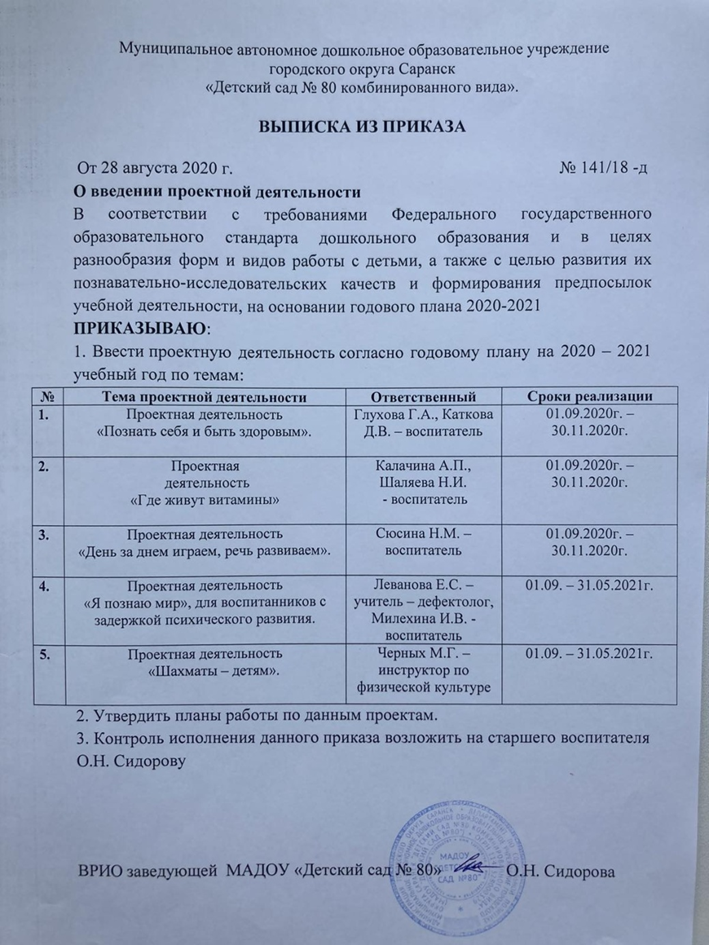 Муниципальное автономное дошкольное образовательное учреждение
городского округа Саранск
«Детский сад № 80 комбинированного вида».
ВЫПИСКА ИЗ ПРИКАЗА
От 28 августа 2020 г. № 141/18 -д
О введении проектной деятельности
В соответствии с требованиями Федерального государственного
образовательного стандарта дошкольного образования и в целях
разнообразия форм и видов работы с детьми, а также с целью развития их
познавательно-исследовательских качеств и формирования предпосылок
учебной деятельности, на основании годового плана 2020-2021
ПРИКАЗЫВАЮ:
1. Ввести проектную деятельность согласно годовому плану на 2020 – 2021
учебный год по темам:
№ Тема проектной деятельности Ответственный Сроки реализации
1. Проектная деятельность Глухова Г.А., Каткова 01.09.2020г. –
«Познать себя и быть здоровым». Д.В. – воспитатель 30.11.2020г.
2. Проектная Калачина А.П., 01.09.2020г. –
деятельность Шаляева Н.И. 30.11.2020г.
«Где живут витамины» - воспитатель
3. Проектная деятельность Сюсина Н.М. – 01.09.2020г. –
«День за днем играем, речь развиваем». воспитатель 30.11.2020г.
4. Проектная деятельность Леванова Е.С. – 01.09. – 31.05.2021г.
«Я познаю мир», для воспитанников с учитель – дефектолог,
задержкой психического развития. Милехина И.В. -
воспитатель
5. Проектная деятельность Черных М.Г. – 01.09. – 31.05.2021г.
«Шахматы – детям». инструктор по
физической культуре
2. Утвердить планы работы по данным проектам.
3. Контроль исполнения данного приказа возложить на старшего воспитателя
О.Н. Сидорову
МАДОУ
САД №80
ВРИО заведующей МАДОУ «Детский сад № 80» О.Н. Сидорова